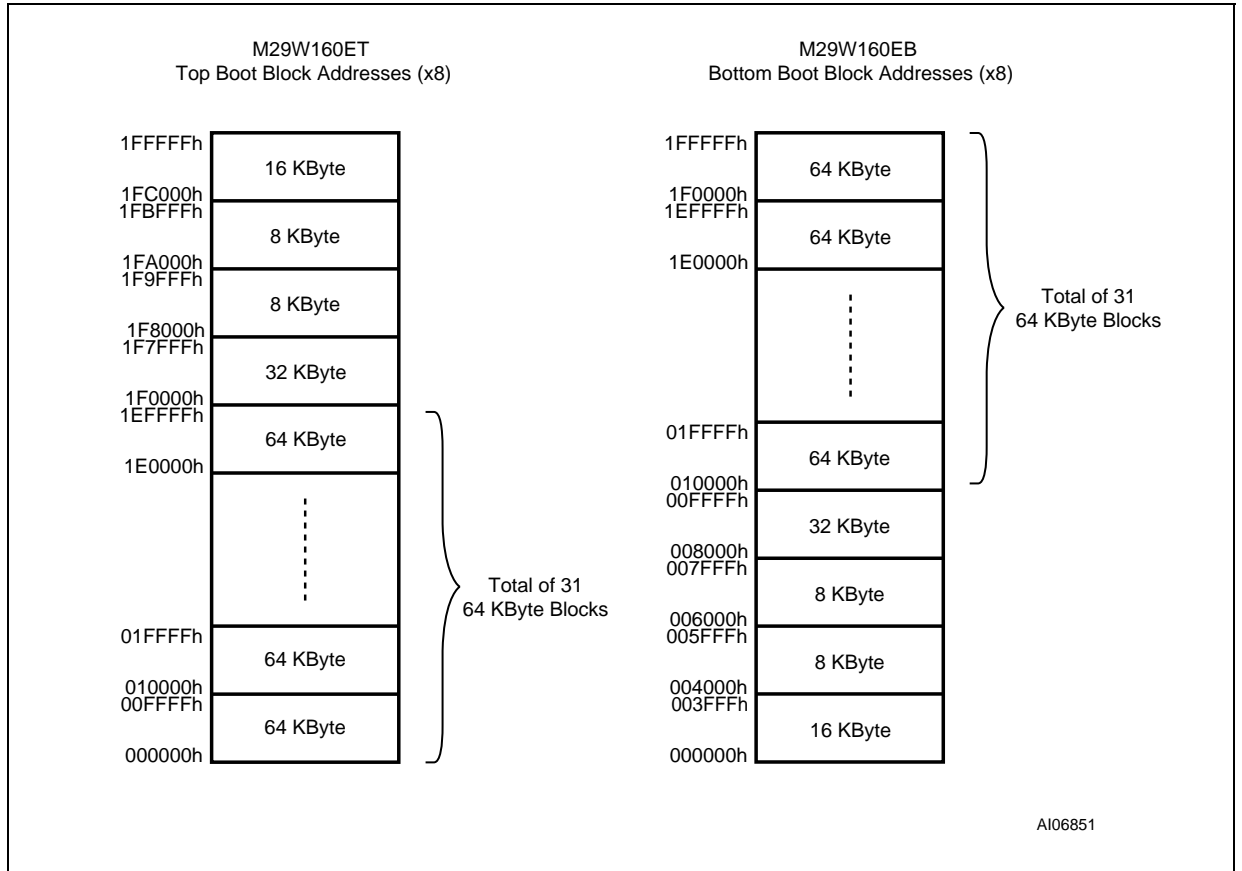 M29W160ET
Top Boot Block Addresses (x8)
1FFFFFh
16 KByte
1FC000h
1FBFFFh
8 KByte
1FA000h
1F9FFFh
8 KByte
1F8000h
1F7FFFh
32 KByte
1F0000h
1EFFFFh
64 KByte
1E0000h
Total of 31
64 KByte Blocks
01FFFFh
64 KByte
010000h
00FFFFh
64 KByte
000000h
M29W160EB
Bottom Boot Block Addresses (x8)
1FFFFFh
64 KByte
1F0000h
1EFFFFh
64 KByte
1E0000h
Total of 31
64 KByte Blocks
01FFFFh
64 KByte
010000h
00FFFFh
32 KByte
008000h
007FFFh
8 KByte
006000h
005FFFh
8 KByte
004000h
003FFFh
16 KByte
000000h
AI06851